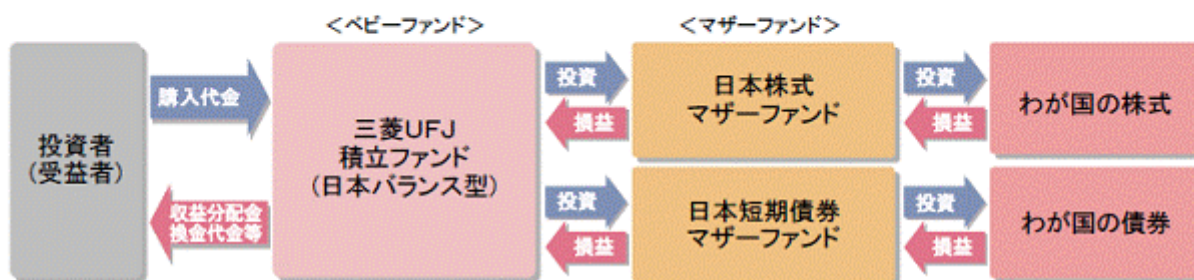 <ベビーファンド>
<マザーファンド>
投資者
(受益者)
購入代金
収益分配金
換金代金等
三菱UFJ
積立ファンド
(日本バランス型)
投資
損益
日本株式
マザーファンド
投資
損益
わが国の株式
投資
損益
日本短期債券
マザーファンド
投資
損益
わが国の債券